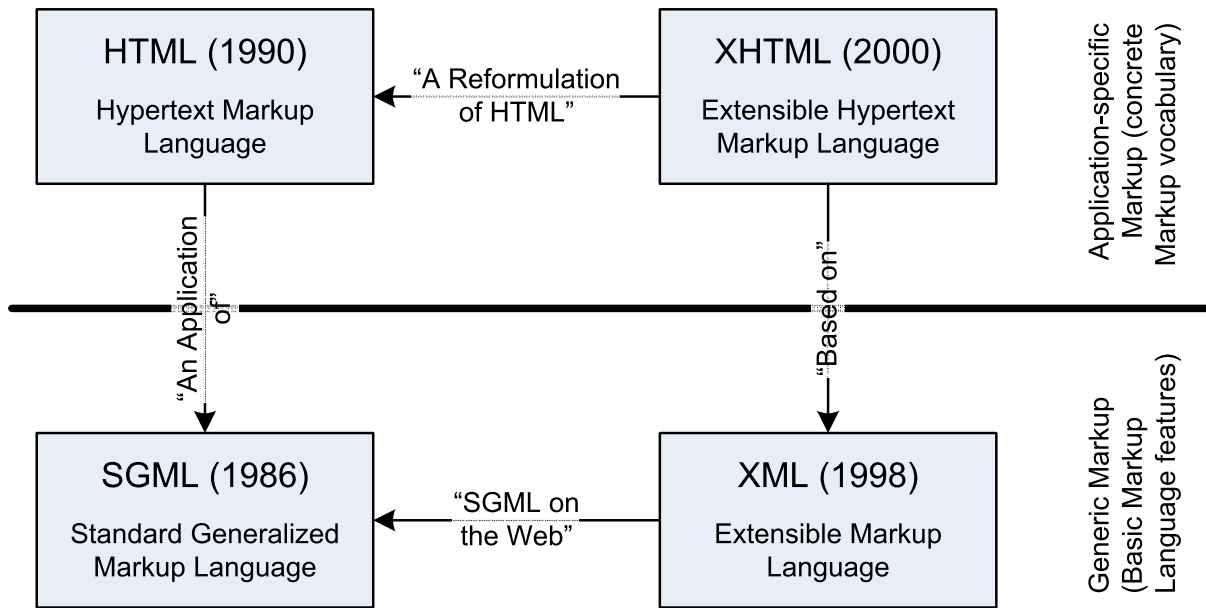 HTML (1990)
Hypertext Markup
Language
“A Reformulation
of HTML”
XHTML (2000)
Extensible Hypertext
Markup Language
Application-specific
Markup (concrete
Markup vocabulary)
“An Application
of”
“Based on”
SGML (1986)
Standard Generalized
Markup Language
“SGML on
the Web”
XML (1998)
Extensible Markup
Language
Generic Markup
(Basic Markup
Language features)